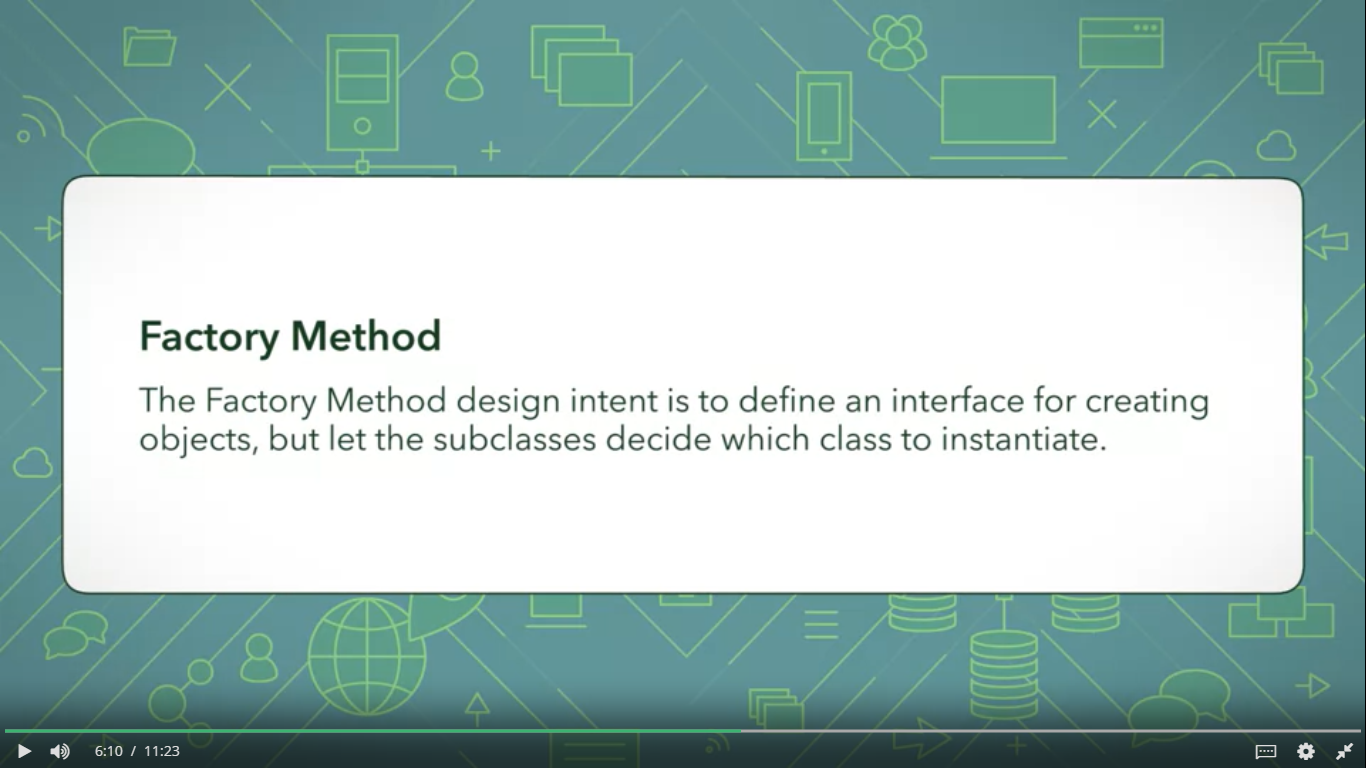 Factory Method
The Factory Method design intent is to define an interface for creating
objects, but let the subclasses decide which class to instantiate.
6:10 / 11:23